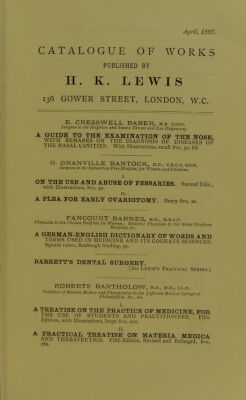 April, 1887.
CATALOGUE OF WORKS
PUBLISHED BY
H. K. LEWIS
136 GOWER STREET, LONDON, W.C.
E. CRESSWELL BABER, M.B. LOND.
Surgeon to the Brighton and Sussex Throat and Ear Dispensary.
A GUIDE TO THE EXAMINATION OF THE NOSE,
WITH REMARKS ON THE DIAGNOSIS OF DISEASES OF
THE NASAL CAVITIES. With Illustrations, small 8vo, 5s. 6d.
G. GRANVILLE BANTOCK, M.D., F.R.C.S. EDIN.
Surgeon to the Samaritan Free Hospital for Women and Children.
I.
ON THE USE AND ABUSE OF PESSARIES. Second Edit.,
with Illustrations, 8vo, 5s.
II.
A PLEA FOR EARLY OVARIOTOMY. Demy 8vo, 2s.
FANCOURT BARNES, M.D., M.R.C.P.
Physician to the Chelsea Hospital for Women; Obstetric Physician to the Great Northern
Hospital, &c.
A GERMAN-ENGLISH DICTIONARY OF WORDS AND
TERMS USED IN MEDICINE AND ITS COGNATE SCIENCES.
Square 12mo, Roxburgh binding, 9s.
BARRETT'S DENTAL SURGERY.
[See Lewis's Practical Series.]
ROBERTS BARTHOLOW, M.A., M.D., LL.D.
Professor of Materia Medica and Therapeutics in the Jefferson Medical College of
Philadelphia, &c., &c.
I.
A TREATISE ON THE PRACTICE OF MEDICINE, FOR
THE USE OF STUDENTS AND PRACTITIONERS. Fifth
Edition, with Illustrations, large 8vo, 21s.
II.
A PRACTICAL TREATISE ON MATERIA MEDICA
AND THERAPEUTICS. Fifth Edition, Revised and Enlarged, 8vo,
18s.